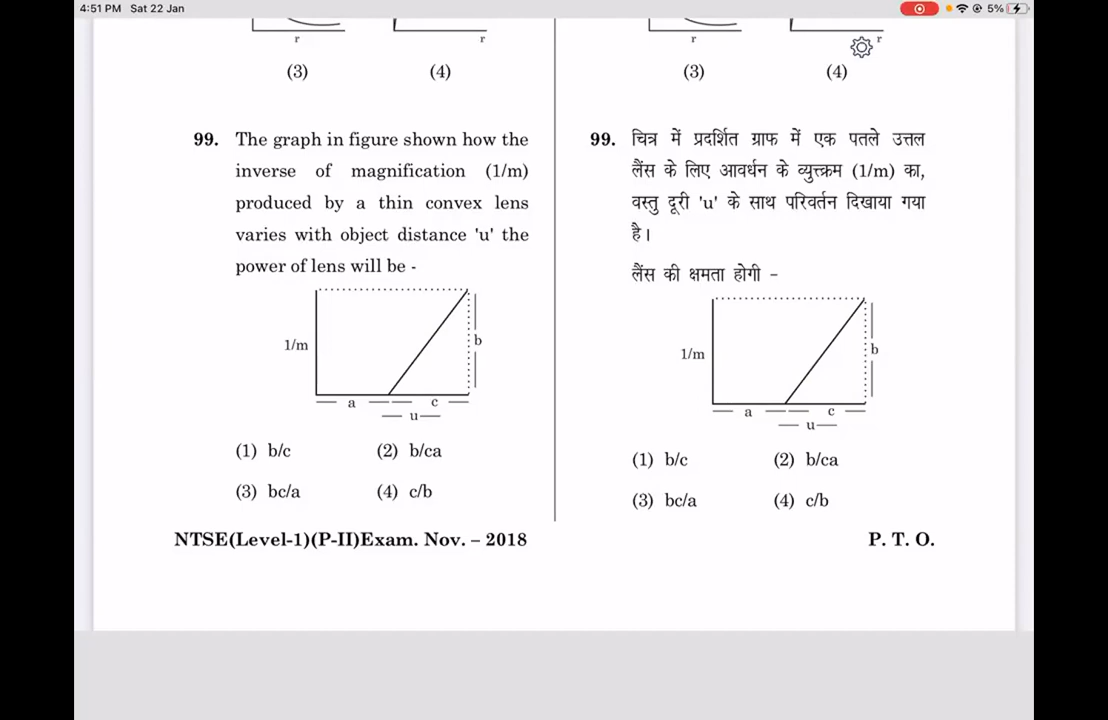 4:51 PM Sat 22 Jan
5%
r
r
(3)
(4)
99. The graph in figure shown how the
inverse of magnification (1/m)
produced by a thin convex lens
varies with object distance 'u' the
power of lens will be -
1/m
b
a
c
u
(1) b/c
(2) b/ca
(3) bc/a
(4) c/b
NTSE(Level-1)(P-II)Exam. Nov. – 2018
r
r
(3)
(4)
99. चित्र में प्रदर्शित ग्राफ में एक पतले उत्तल
लैंस के लिए आवर्धन के व्युत्क्रम (1/m) का,
वस्तु दूरी 'u' के साथ परिवर्तन दिखाया गया
है।
लैंस की क्षमता होगी -
1/m
b
a
c
u
(1) b/c
(2) b/ca
(3) bc/a
(4) c/b
P. T. O.